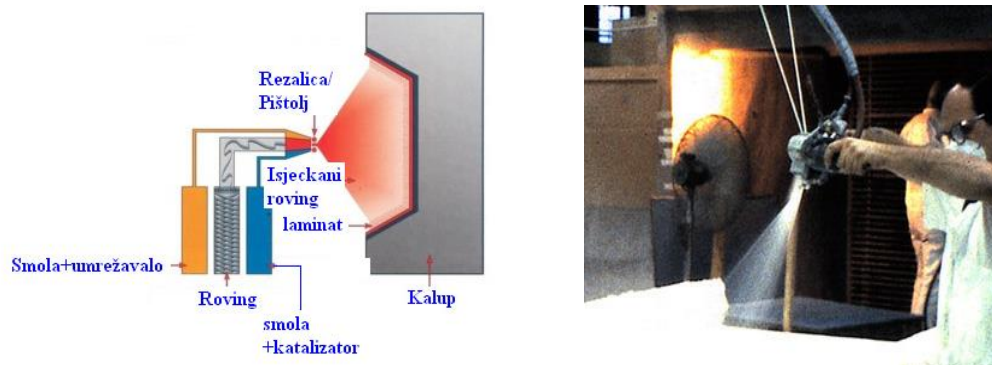 Rezalica/
Pištolj
Isjeckani
roving
laminat
Smola+umrežavalo
Roving
Kalup
smola
+katalizator